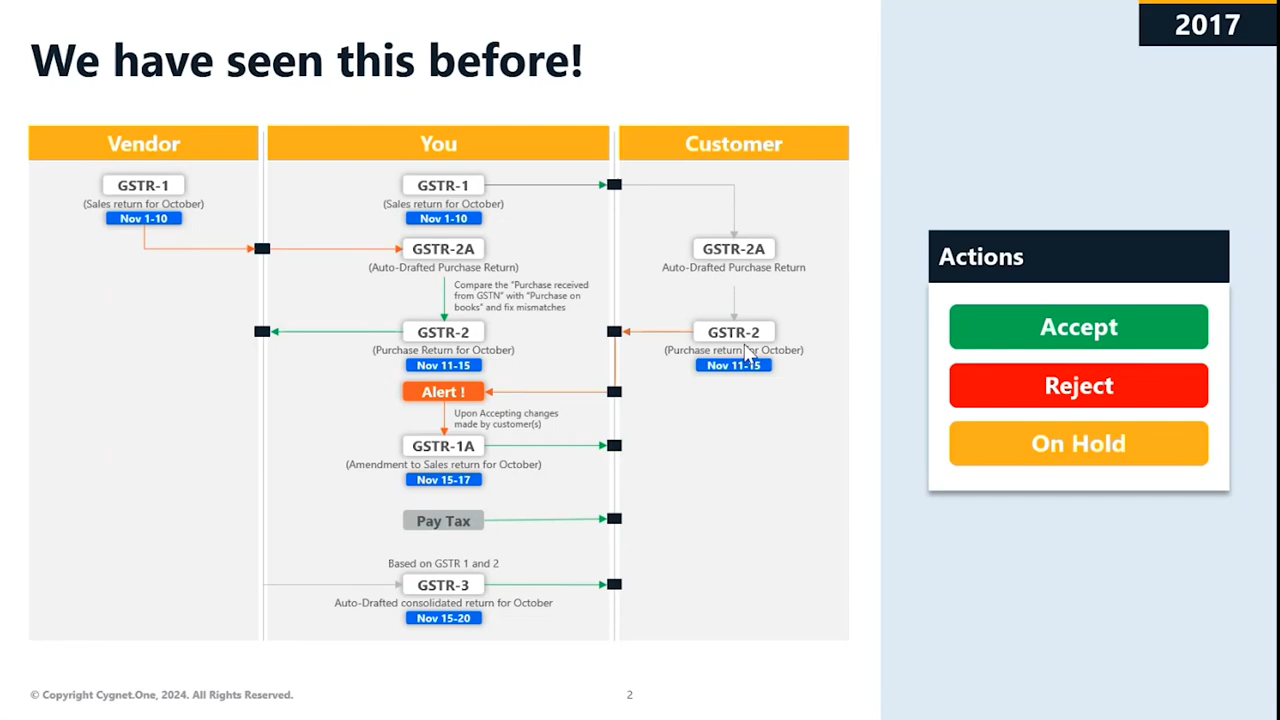 2017
We have seen this before!
Vendor
You
Customer
GSTR-1
(Sales return for October)
Nov 1-10
GSTR-1
(Sales return for October)
Nov 1-10
GSTR-2A
(Auto-Drafted Purchase Return)
GSTR-2A
Auto-Drafted Purchase Return
Compare the "Purchase received
from GSTN" with "Purchase on
books" and fix mismatches
GSTR-2
(Purchase Return for October)
Nov 11-15
GSTR-2
(Purchase return for October)
Nov 11-15
Alert !
Upon Accepting changes
made by customer(s)
GSTR-1A
(Amendment to Sales return for October)
Nov 15-17
Pay Tax
Based on GSTR 1 and 2
GSTR-3
Auto-Drafted consolidated return for October
Nov 15-20
Actions
Accept
Reject
On Hold
© Copyright Cygnet.One, 2024. All Rights Reserved.
2